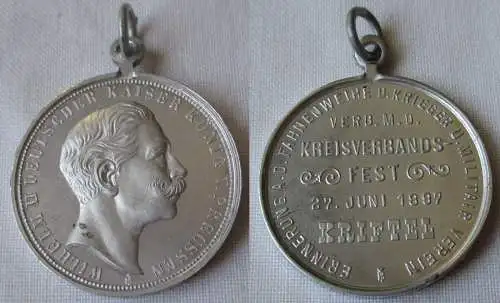 WILHELM II DEUTSCHER KAISER KÖNIG V. PREUSSEN
ERINNERUNG A. D. FAHNENWEIHE D. KRIEGER U. MILITÄR VEREIN
VERB. M. D.
KREISVERBANDS-
FEST
27. JUNI 1897
KRIFTEL